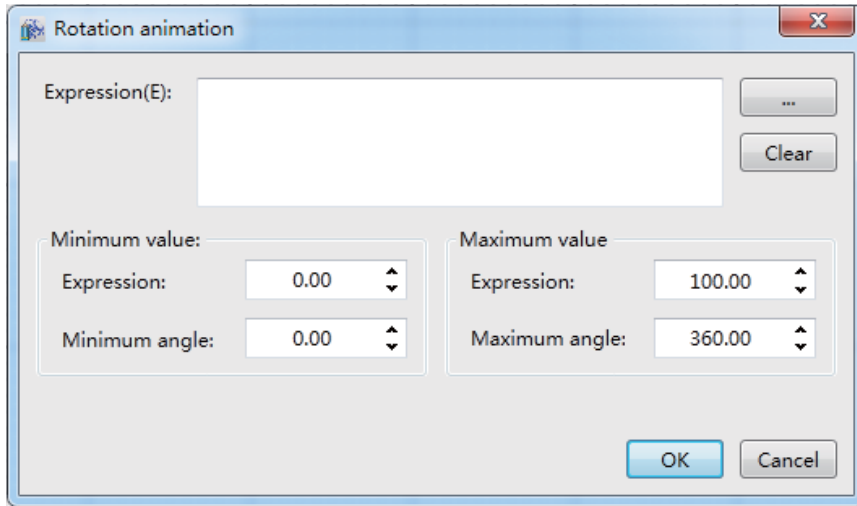 Rotation animation
Expression(E):
...
Clear
Minimum value:
Expression: 0.00
Minimum angle: 0.00
Maximum value
Expression: 100.00
Maximum angle: 360.00
OK Cancel